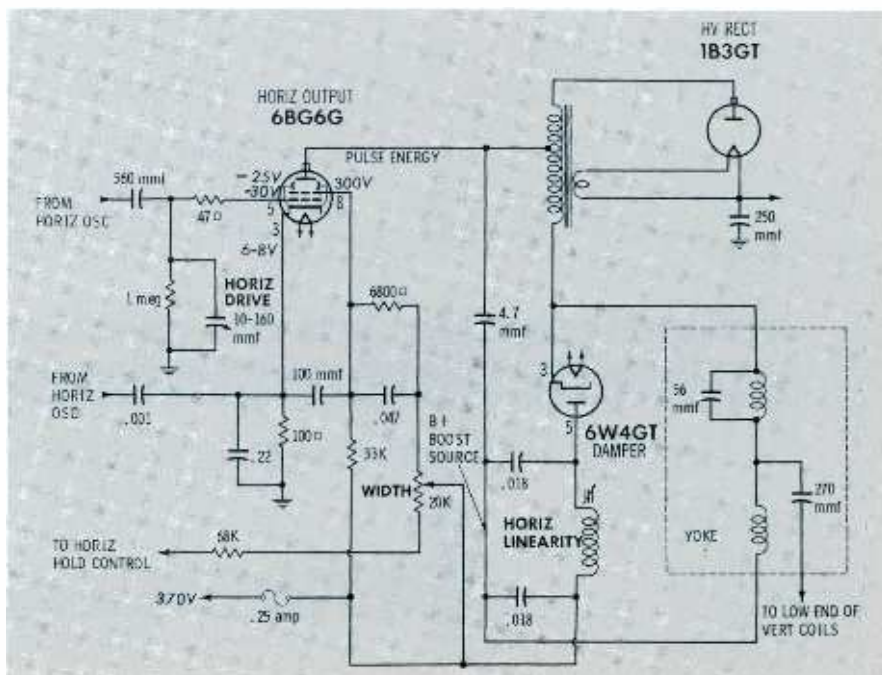 HV RECT
1B3GT
HORIZ OUTPUT
6BG6G
PULSE ENERGY
560 mmf
- 25V
-30V
300V
5
8
3
FROM
HORIZ OSC
47Ω
6-8V
1 meg
HORIZ
DRIVE
10-160
mmf
6800Ω
4.7
mmf
250
mmf
3
5
6W4GT
DAMPER
56
mmf
FROM
HORIZ
OSC
.001
100 mmf
.047
.22
100Ω
33K
B+
BOOST
SOURCE
.018
WIDTH
20K
HORIZ
LINEARITY
YOKE
270
mmf
TO HORIZ
HOLD CONTROL
68K
370V
.25 amp
.018
TO LOW END OF
VERT COILS